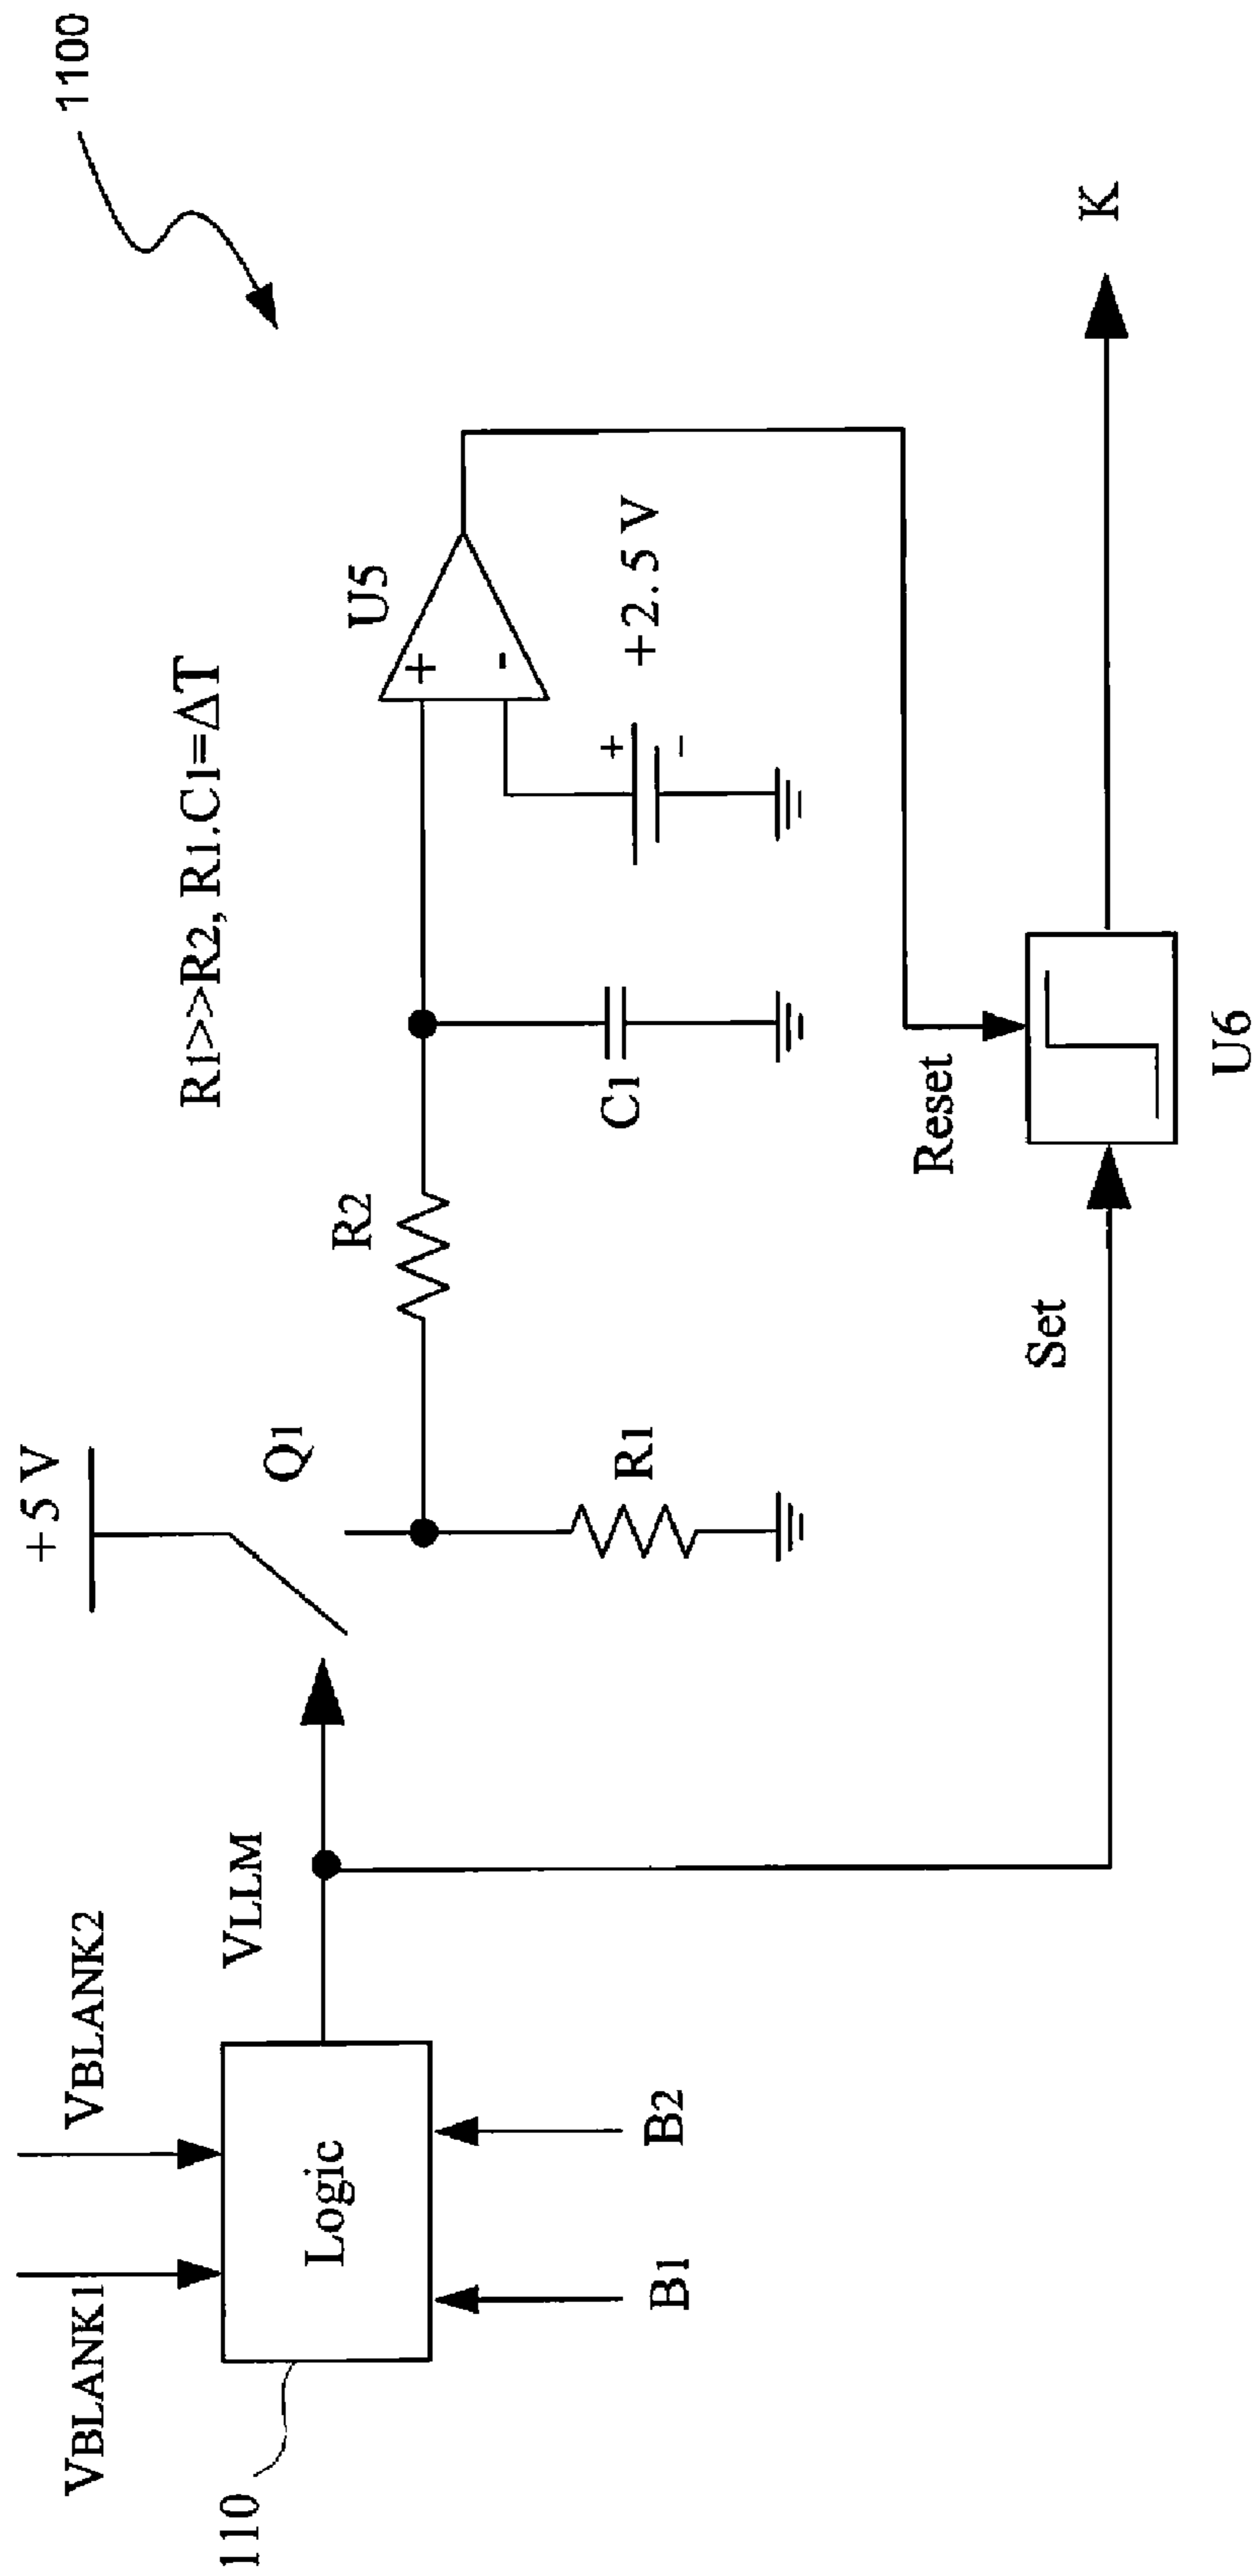 1100
R1>>R2, R1.C1=ΔT
+5 V
Q1
U5
VBLANK1
VBLANK2
VLLM
R2
+
-
110
Logic
R1
C1
+
-
+2.5 V
B1
B2
Set
Reset
K
U6